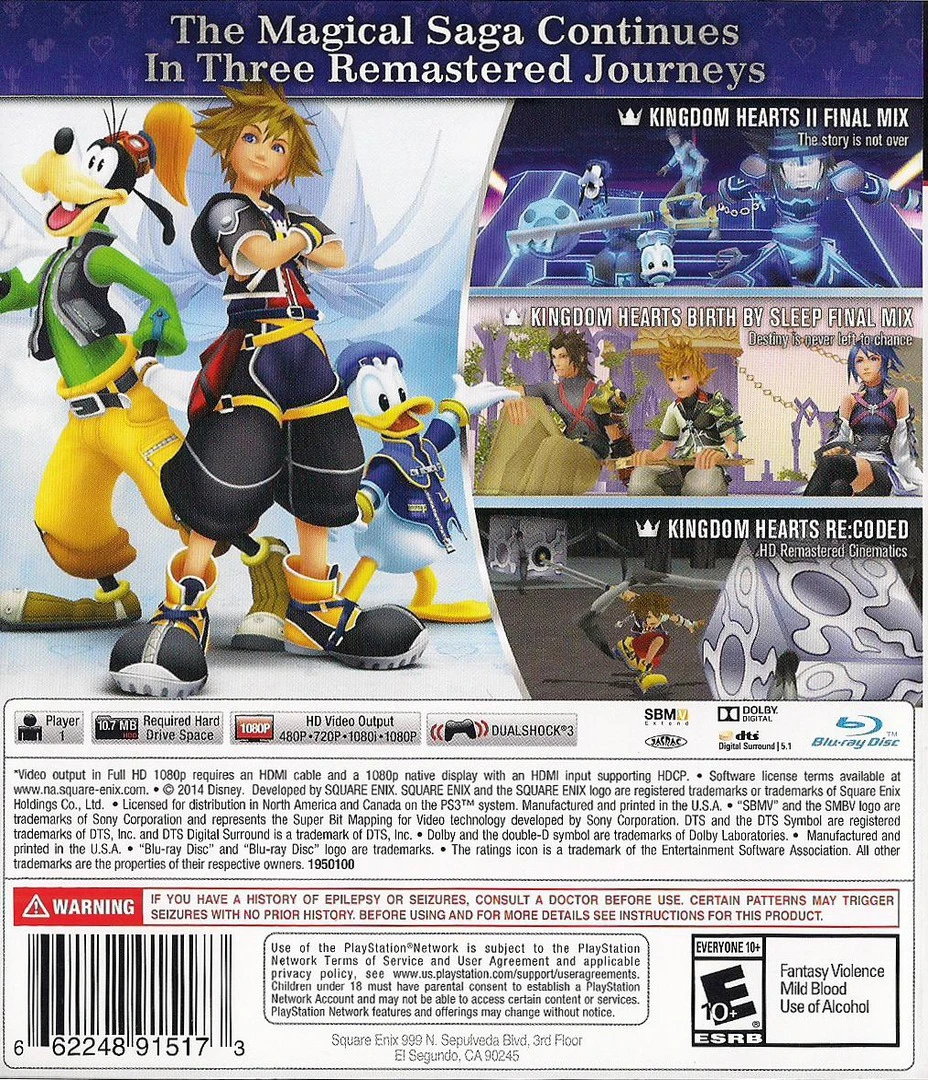 The Magical Saga Continues
In Three Remastered Journeys
KINGDOM HEARTS II FINAL MIX
The story is not over
KINGDOM HEARTS BIRTH BY SLEEP FINAL MIX
Destiny is never left to chance
KINGDOM HEARTS RE:CODED
HD Remastered Cinematics
Player
1
10.7 MB
HDD
Required Hard
Drive Space
1080P
HD Video Output
480P•720P•1080i•1080P
DUALSHOCK®3
SBMV
Extend
DOLBY
DIGITAL
dts
Digital Surround | 5.1
Blu-ray Disc™
*Video output in Full HD 1080p requires an HDMI cable and a 1080p native display with an HDMI input supporting HDCP. • Software license terms available at
www.na.square-enix.com. • © 2014 Disney. Developed by SQUARE ENIX. SQUARE ENIX and the SQUARE ENIX logo are registered trademarks or trademarks of Square Enix
Holdings Co., Ltd. • Licensed for distribution in North America and Canada on the PS3™ system. Manufactured and printed in the U.S.A. • “SBMV” and the SMBV logo are
trademarks of Sony Corporation and represents the Super Bit Mapping for Video technology developed by Sony Corporation. DTS and the DTS Symbol are registered
trademarks of DTS, Inc. and DTS Digital Surround is a trademark of DTS, Inc. • Dolby and the double-D symbol are trademarks of Dolby Laboratories. • Manufactured and
printed in the U.S.A. • “Blu-ray Disc” and “Blu-ray Disc” logo are trademarks. • The ratings icon is a trademark of the Entertainment Software Association. All other
trademarks are the properties of their respective owners. 1950100
WARNING
IF YOU HAVE A HISTORY OF EPILEPSY OR SEIZURES, CONSULT A DOCTOR BEFORE USE. CERTAIN PATTERNS MAY TRIGGER
SEIZURES WITH NO PRIOR HISTORY. BEFORE USING AND FOR MORE DETAILS SEE INSTRUCTIONS FOR THIS PRODUCT.
6 62248 91517 3
Use of the PlayStation®Network is subject to the PlayStation
Network Terms of Service and User Agreement and applicable
privacy policy, see www.us.playstation.com/support/useragreements.
Children under 18 must have parental consent to establish a PlayStation
Network Account and may not be able to access certain content or services.
PlayStation Network features and offerings may change without notice.
Square Enix 999 N. Sepulveda Blvd, 3rd Floor
El Segundo, CA 90245
EVERYONE 10+
E
10+
®
ESRB
Fantasy Violence
Mild Blood
Use of Alcohol